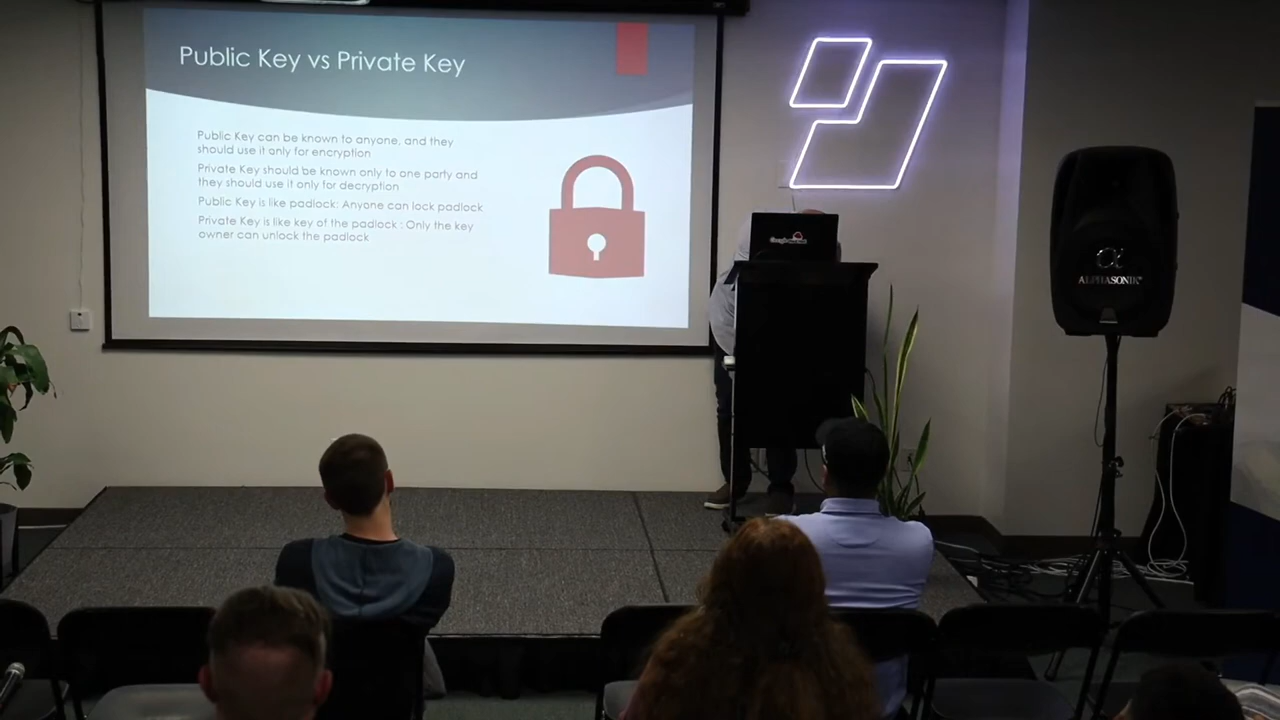 Public Key vs Private Key
Public Key can be known to anyone, and they
should use it only for encryption
Private Key should be known only to one party and
they should use it only for decryption
Public Key is like padlock: Anyone can lock padlock
Private Key is like key of the padlock : Only the key
owner can unlock the padlock
ALPHASONIK